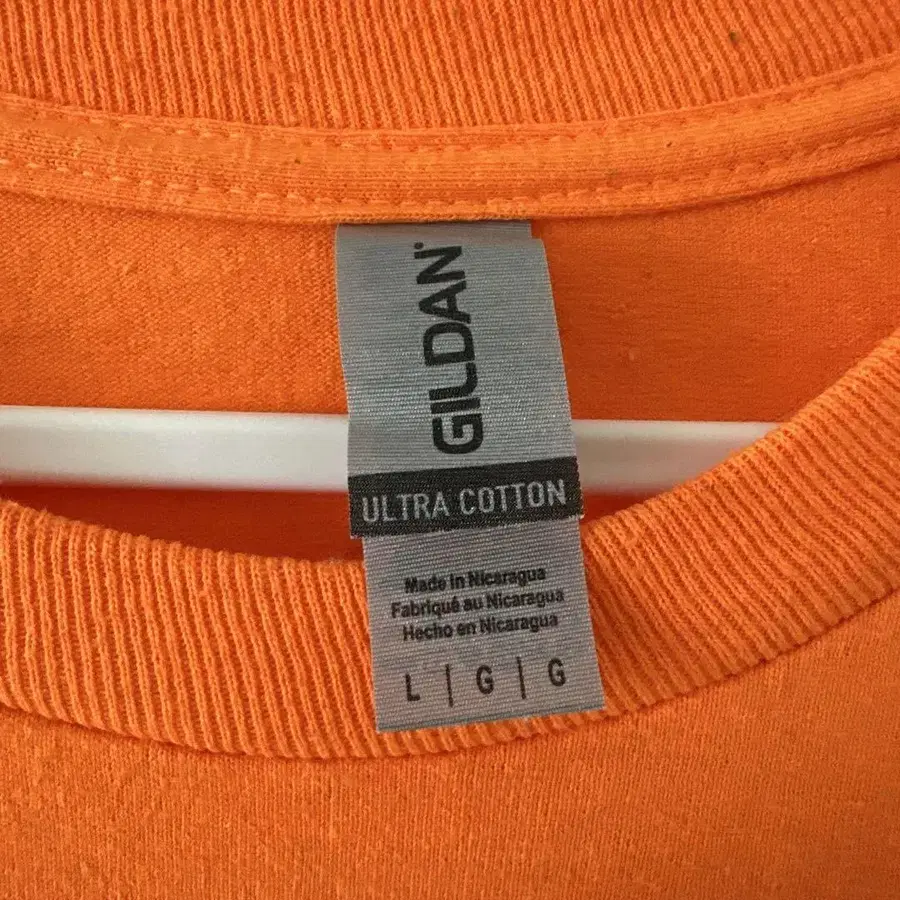 GILDAN
ULTRA COTTON
Made in Nicaragua
Fabriqué au Nicaragua
Hecho en Nicaragua
L | G | G